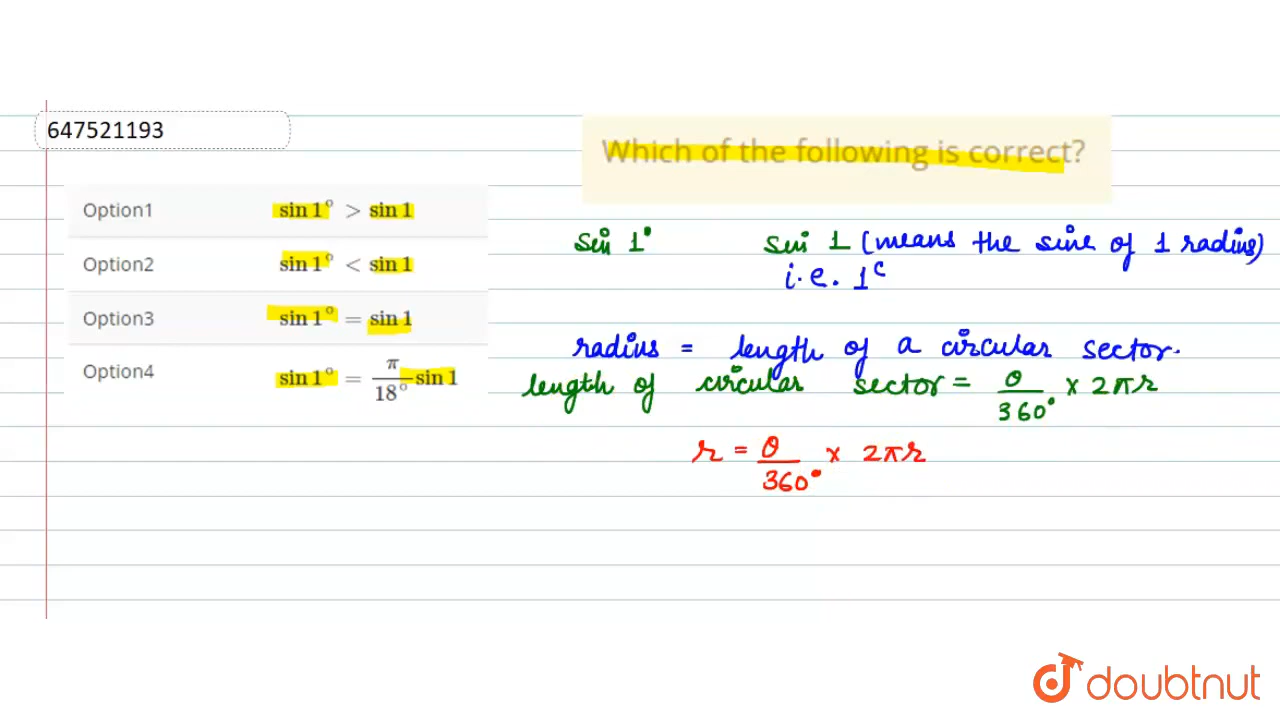 647521193
Which of the following is correct?
Option1 sin 1° > sin 1
Option2 sin 1° < sin 1
Option3 sin 1° = sin 1
Option4 sin 1° = π/18° sin 1
sin 1° sin 1 (means the sine of 1 radius)
i.e. 1ᶜ
radius = length of a circular sector.
length of circular sector = θ/360° × 2πr
r = θ/360° × 2πr
doubtnut